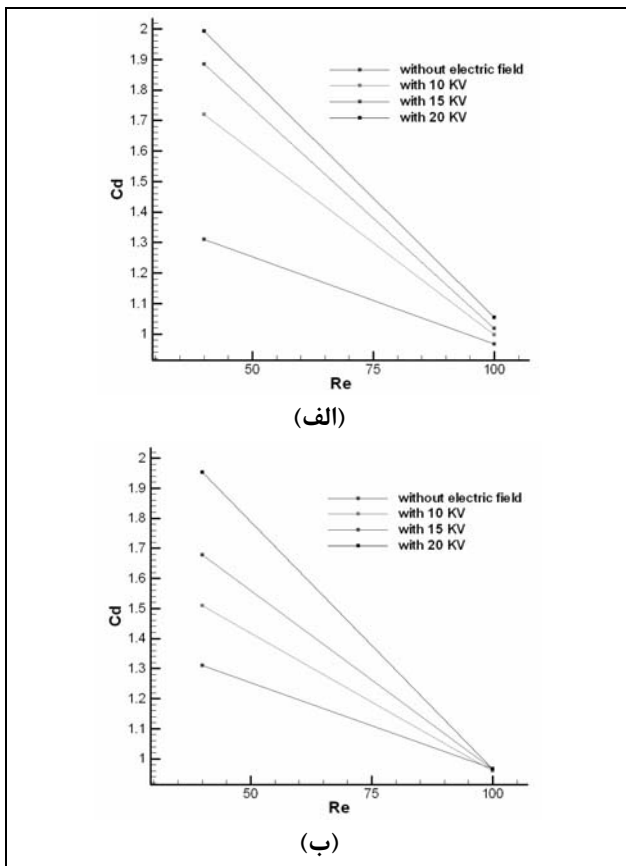 2
1.9
1.8
1.7
1.6
1.5
1.4
1.3
1.2
1.1
1
Cd
without electric field
with 10 KV
with 15 KV
with 20 KV
50
75
100
Re
(الف)
2
1.9
1.8
1.7
1.6
1.5
1.4
1.3
1.2
1.1
1
Cd
without electric field
with 10 KV
with 15 KV
with 20 KV
50
75
100
Re
(ب)